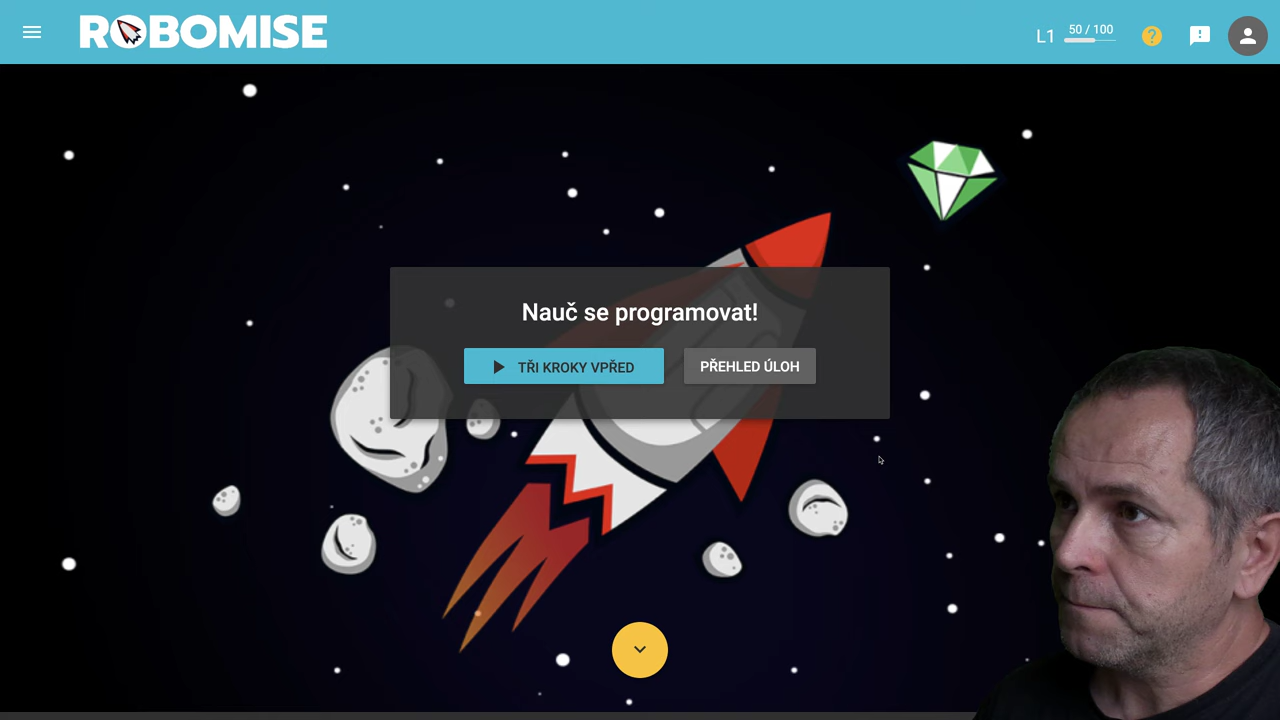 ROBOMISE
L1
50 / 100
?
Nauč se programovat!
TŘI KROKY VPŘED
PŘEHLED ÚLOH